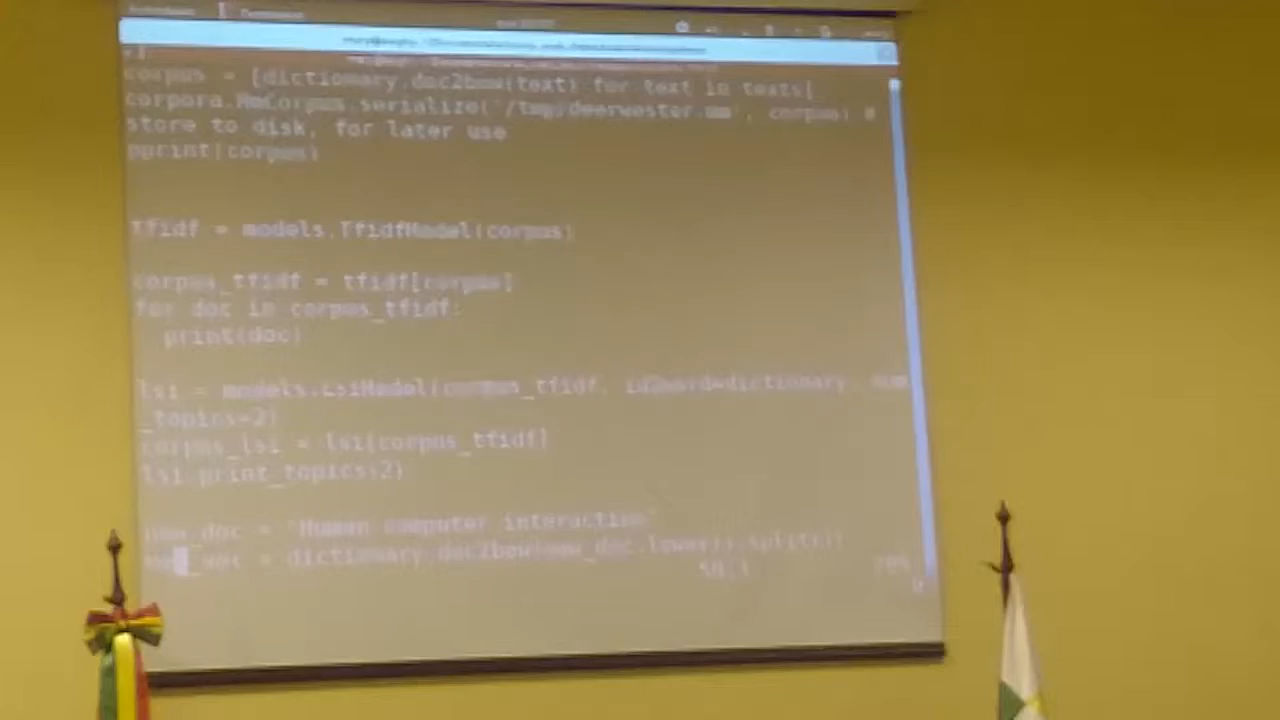 corpus = [dictionary.doc2bow(text) for text in texts]
corpora.MmCorpus.serialize('/tmp/deerwester.mm', corpus) #
store to disk, for later use
pprint(corpus)
tfidf = models.TfidfModel(corpus)
corpus_tfidf = tfidf[corpus]
for doc in corpus_tfidf:
print(doc)
lsi = models.LsiModel(corpus_tfidf, id2word=dictionary, num
_topics=2)
corpus_lsi = lsi[corpus_tfidf]
lsi.print_topics(2)
new_doc = "Human computer interaction"
new_vec = dictionary.doc2bow(new_doc.lower().split())